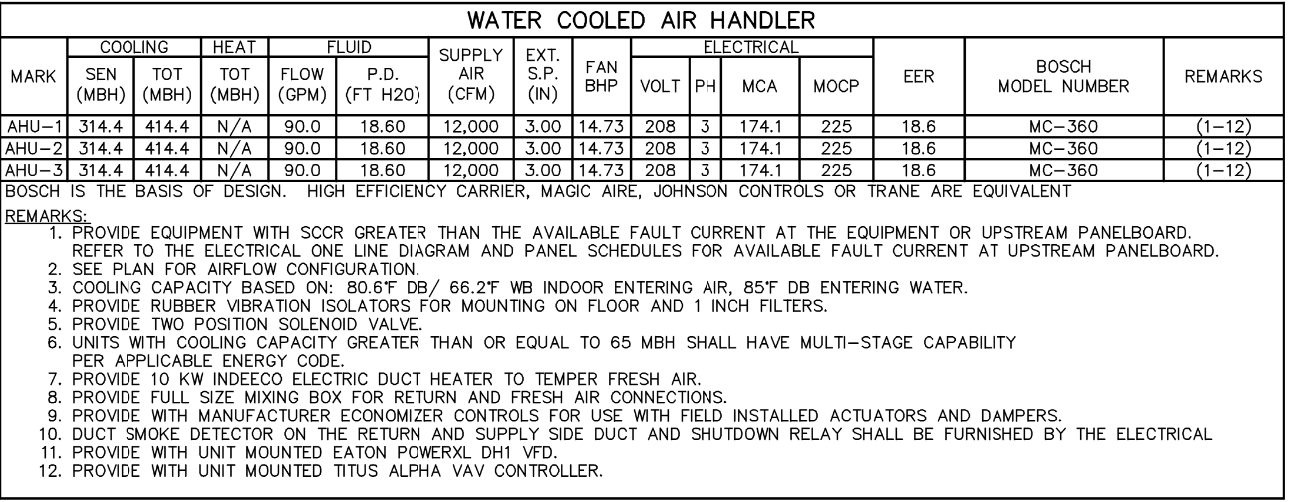 WATER COOLED AIR HANDLER
MARK COOLING HEAT FLUID SUPPLY AIR (CFM) EXT. S.P. (IN) FAN BHP ELECTRICAL EER BOSCH MODEL NUMBER REMARKS
SEN (MBH) TOT (MBH) TOT (MBH) FLOW (GPM) P.D. (FT H2O) VOLT PH MCA MOCP
AHU-1 314.4 414.4 N/A 90.0 18.60 12,000 3.00 14.73 208 3 174.1 225 18.6 MC-360 (1-12)
AHU-2 314.4 414.4 N/A 90.0 18.60 12,000 3.00 14.73 208 3 174.1 225 18.6 MC-360 (1-12)
AHU-3 314.4 414.4 N/A 90.0 18.60 12,000 3.00 14.73 208 3 174.1 225 18.6 MC-360 (1-12)
BOSCH IS THE BASIS OF DESIGN. HIGH EFFICIENCY CARRIER, MAGIC AIRE, JOHNSON CONTROLS OR TRANE ARE EQUIVALENT
REMARKS:
1. PROVIDE EQUIPMENT WITH SCCR GREATER THAN THE AVAILABLE FAULT CURRENT AT THE EQUIPMENT OR UPSTREAM PANELBOARD.
REFER TO THE ELECTRICAL ONE LINE DIAGRAM AND PANEL SCHEDULES FOR AVAILABLE FAULT CURRENT AT UPSTREAM PANELBOARD.
2. SEE PLAN FOR AIRFLOW CONFIGURATION.
3. COOLING CAPACITY BASED ON: 80.6°F DB/ 66.2°F WB INDOOR ENTERING AIR, 85°F DB ENTERING WATER.
4. PROVIDE RUBBER VIBRATION ISOLATORS FOR MOUNTING ON FLOOR AND 1 INCH FILTERS.
5. PROVIDE TWO POSITION SOLENOID VALVE.
6. UNITS WITH COOLING CAPACITY GREATER THAN OR EQUAL TO 65 MBH SHALL HAVE MULTI-STAGE CAPABILITY
PER APPLICABLE ENERGY CODE.
7. PROVIDE 10 KW INDEECO ELECTRIC DUCT HEATER TO TEMPER FRESH AIR.
8. PROVIDE FULL SIZE MIXING BOX FOR RETURN AND FRESH AIR CONNECTIONS.
9. PROVIDE WITH MANUFACTURER ECONOMIZER CONTROLS FOR USE WITH FIELD INSTALLED ACTUATORS AND DAMPERS.
10. DUCT SMOKE DETECTOR ON THE RETURN AND SUPPLY SIDE DUCT AND SHUTDOWN RELAY SHALL BE FURNISHED BY THE ELECTRICAL
11. PROVIDE WITH UNIT MOUNTED EATON POWERXL DH1 VFD.
12. PROVIDE WITH UNIT MOUNTED TITUS ALPHA VAV CONTROLLER.